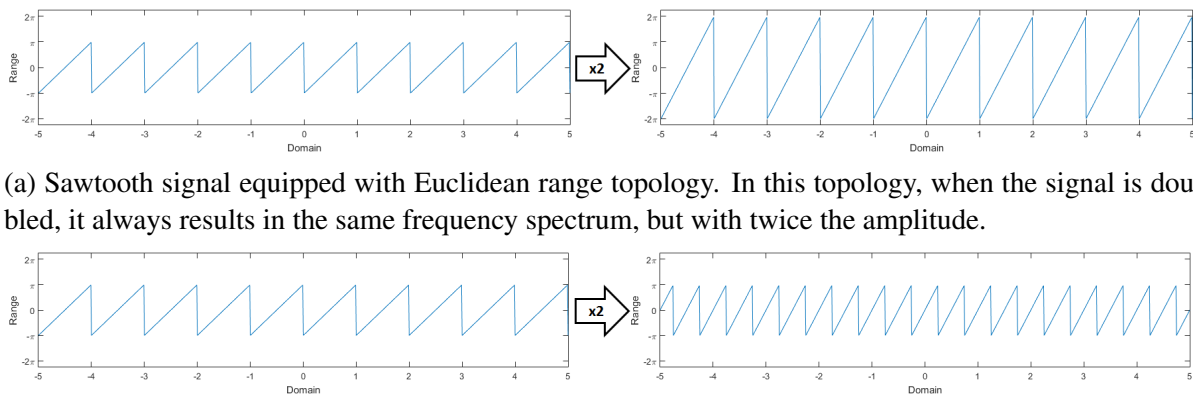 2π
π
0
-π
-2π
Range
-5 -4 -3 -2 -1 0 1 2 3 4 5
Domain
x2
2π
π
0
-π
-2π
Range
-5 -4 -3 -2 -1 0 1 2 3 4 5
Domain
(a) Sawtooth signal equipped with Euclidean range topology. In this topology, when the signal is dou
bled, it always results in the same frequency spectrum, but with twice the amplitude.
2π
π
0
-π
-2π
Range
-5 -4 -3 -2 -1 0 1 2 3 4 5
Domain
x2
2π
π
0
-π
-2π
Range
-5 -4 -3 -2 -1 0 1 2 3 4 5
Domain